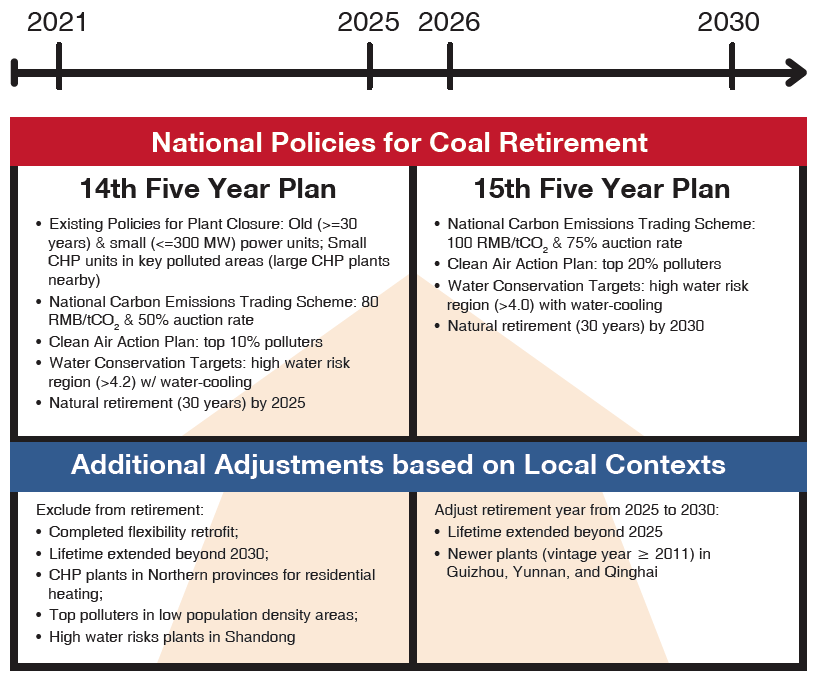 2021 2025 2026 2030
National Policies for Coal Retirement
14th Five Year Plan
• Existing Policies for Plant Closure: Old (>=30
years) & small (<=300 MW) power units; Small
CHP units in key polluted areas (large CHP plants
nearby)
• National Carbon Emissions Trading Scheme: 80
RMB/tCO₂ & 50% auction rate
• Clean Air Action Plan: top 10% polluters
• Water Conservation Targets: high water risk
region (>4.2) w/ water-cooling
• Natural retirement (30 years) by 2025
15th Five Year Plan
• National Carbon Emissions Trading Scheme:
100 RMB/tCO₂ & 75% auction rate
• Clean Air Action Plan: top 20% polluters
• Water Conservation Targets: high water risk
region (>4.0) with water-cooling
• Natural retirement (30 years) by 2030
Additional Adjustments based on Local Contexts
Exclude from retirement:
• Completed flexibility retrofit;
• Lifetime extended beyond 2030;
• CHP plants in Northern provinces for residential
heating;
• Top polluters in low population density areas;
• High water risks plants in Shandong
Adjust retirement year from 2025 to 2030:
• Lifetime extended beyond 2025
• Newer plants (vintage year ≥ 2011) in
Guizhou, Yunnan, and Qinghai